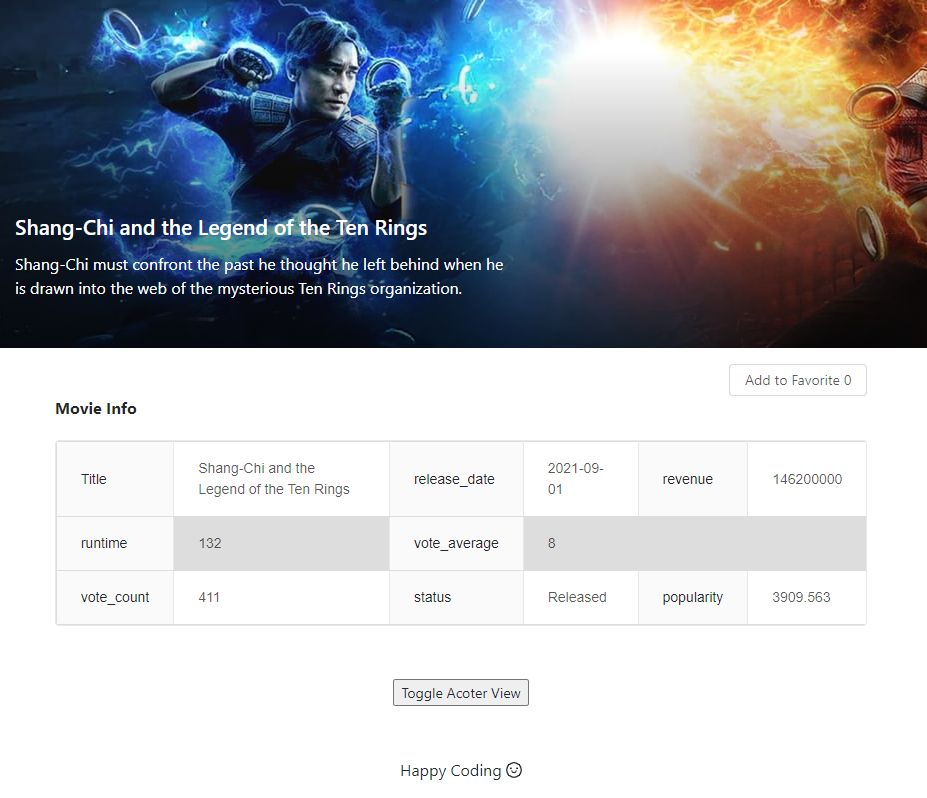 Shang-Chi and the Legend of the Ten Rings
Shang-Chi must confront the past he thought he left behind when he
is drawn into the web of the mysterious Ten Rings organization.
Add to Favorite 0
Movie Info
Title
Shang-Chi and the
Legend of the Ten Rings
release_date
2021-09-
01
revenue
146200000
runtime
132
vote_average
8
vote_count
411
status
Released
popularity
3909.563
Toggle Acoter View
Happy Coding